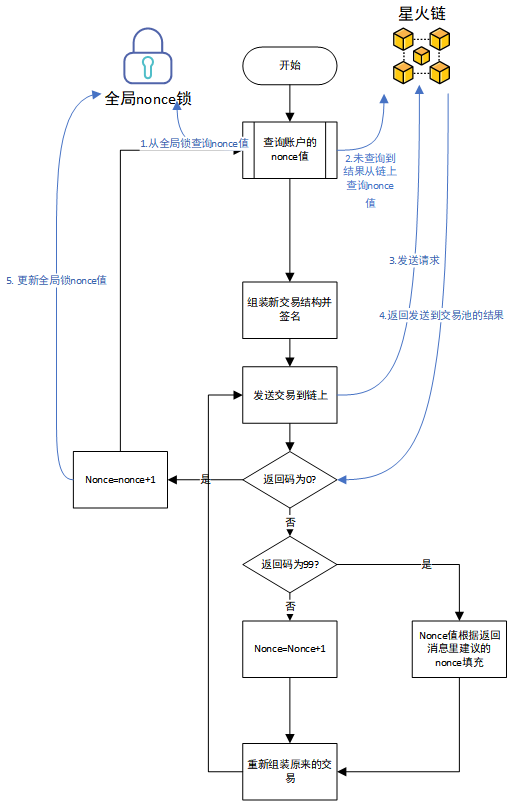 星火链
开始
全局nonce锁
1.从全局锁查询nonce值
查询账户的
nonce值
2.未查询到
结果从链上
查询nonce
值
3.发送请求
5. 更新全局锁nonce值
组装新交易结构并
签名
4.返回发送到交易池的结果
发送交易到链上
Nonce=nonce+1
是
返回码为0?
否
返回码为99?
是
否
Nonce=Nonce+1
Nonce值根据返回
消息里建议的
nonce填充
重新组装原来的交
易